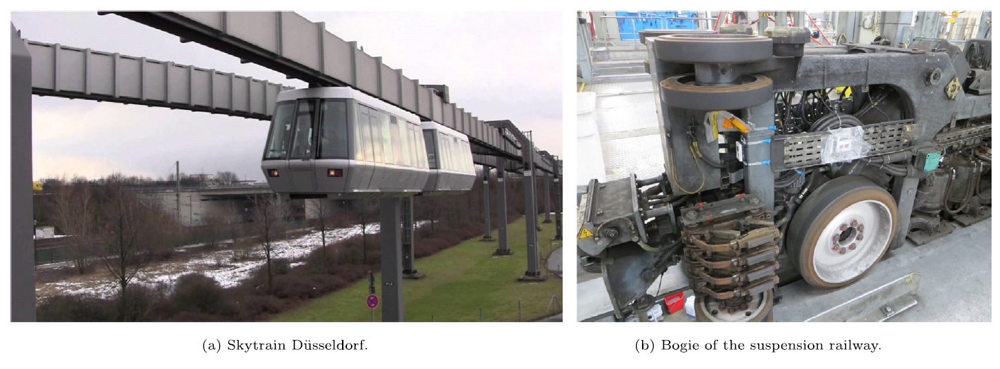 (a) Skytrain Düsseldorf.
(b) Bogie of the suspension railway.